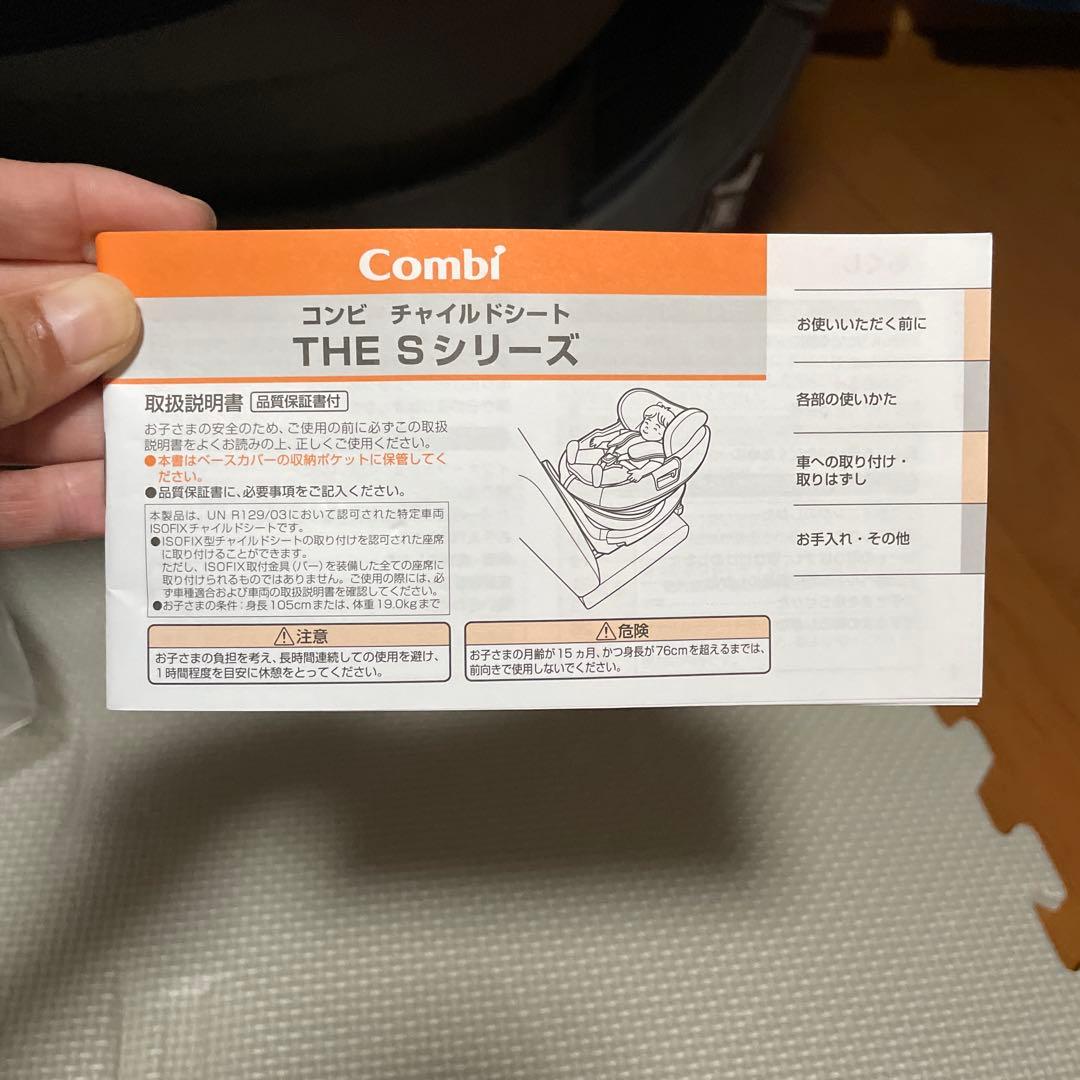 Combi
コンビ チャイルドシート
THE Sシリーズ
取扱説明書 品質保証書付
お子さまの安全のため、ご使用の前に必ずこの取扱
説明書をよくお読みの上、正しくご使用ください。
●本書はベースカバーの収納ポケットに保管してく
ださい。
●品質保証書に、必要事項をご記入ください。
本製品は、UN R129/03において認可された特定車両
ISOFIXチャイルドシートです。
●ISOFIX型チャイルドシートの取り付けを認可された座席
に取り付けることができます。
ただし、ISOFIX取付金具(バー)を装備した全ての座席に
取り付けられるものではありません。ご使用の際には、必
ず車種適合および車両の取扱説明書を確認してください。
●お子さまの条件:身長105cmまたは、体重19.0kgまで
⚠注意
お子さまの負担を考え、長時間連続しての使用を避け、
1時間程度を目安に休憩をとってください。
⚠危険
お子さまの月齢が15ヵ月、かつ身長が76cmを超えるまでは、
前向きで使用しないでください。
お使いいただく前に
各部の使いかた
車への取り付け・
取りはずし
お手入れ・その他